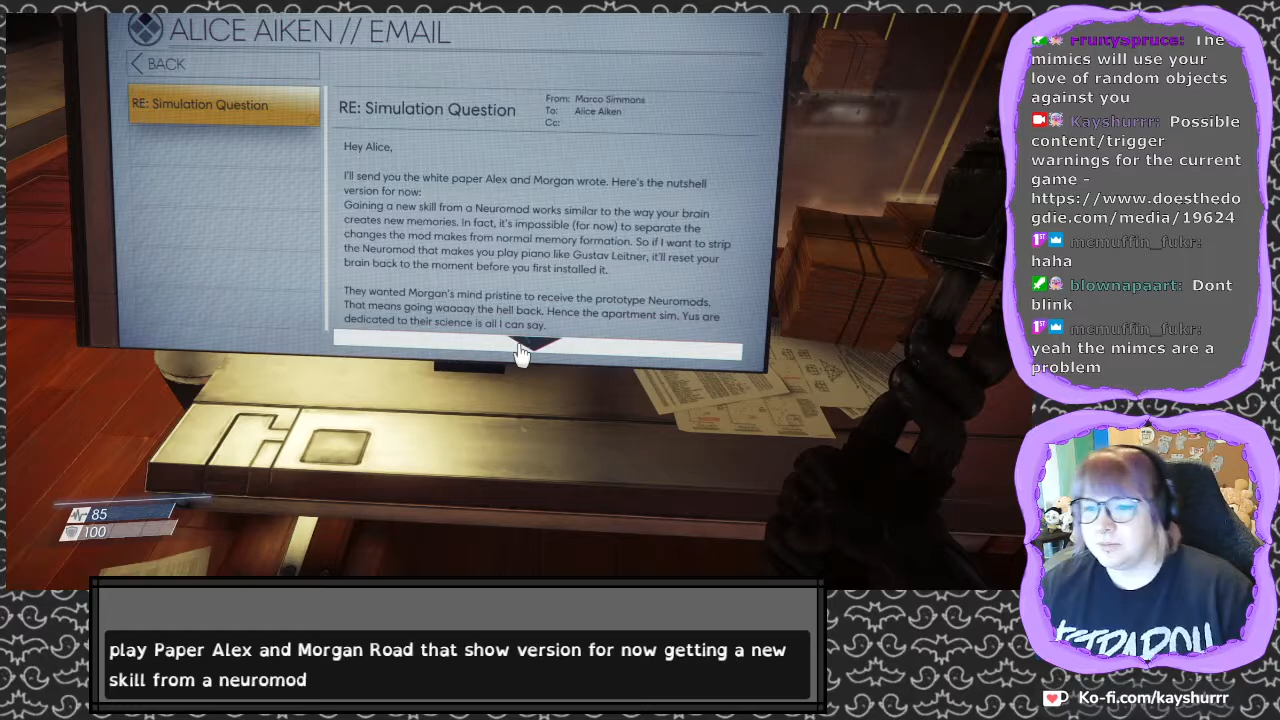 ALICE AIKEN // EMAIL
BACK
RE: Simulation Question
RE: Simulation Question
From: Marco Simmons
To: Alice Aiken
Cc:
Hey Alice,
I'll send you the white paper Alex and Morgan wrote. Here's the nutshell
version for now:
Gaining a new skill from a Neuromod works similar to the way your brain
creates new memories. In fact, it's impossible (for now) to separate the
changes the mod makes from normal memory formation. So if I want to strip
the Neuromod that makes you play piano like Gustav Leitner, it'll reset your
brain back to the moment before you first installed it.
They wanted Morgan's mind pristine to receive the prototype Neuromods.
That means going waaaay the hell back. Hence the apartment sim. Yus are
dedicated to their science is all I can say.
85
100
play Paper Alex and Morgan Road that show version for now getting a new
skill from a neuromod
FruitySpruce: The
mimics will use your
love of random objects
against you
Kayshurrr: Possible
content/trigger
warnings for the current
game -
https://www.doesthedo
gdie.com/media/19624
mcmuffin_fukr:
haha
blownapaart: Dont
blink
mcmuffin_fukr:
yeah the mimcs are a
problem
Ko-fi.com/kayshurrr